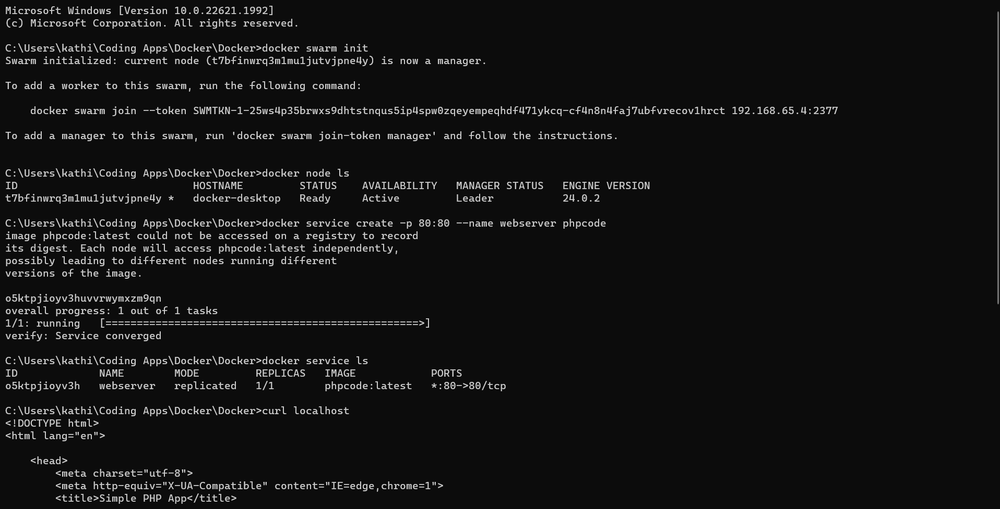 Microsoft Windows [Version 10.0.22621.1992]
(c) Microsoft Corporation. All rights reserved.
C:\Users\kathi\Coding Apps\Docker\Docker>docker swarm init
Swarm initialized: current node (t7bfinwrq3m1mu1jutvjpne4y) is now a manager.
To add a worker to this swarm, run the following command:
docker swarm join --token SWMTKN-1-25ws4p35brwxs9dhtstnqus5ip4spw0zqeyempeqhdf471ykcq-cf4n8n4faj7ubfvrecov1hrct 192.168.65.4:2377
To add a manager to this swarm, run 'docker swarm join-token manager' and follow the instructions.
C:\Users\kathi\Coding Apps\Docker\Docker>docker node ls
ID HOSTNAME STATUS AVAILABILITY MANAGER STATUS ENGINE VERSION
t7bfinwrq3m1mu1jutvjpne4y * docker-desktop Ready Active Leader 24.0.2
C:\Users\kathi\Coding Apps\Docker\Docker>docker service create -p 80:80 --name webserver phpcode
image phpcode:latest could not be accessed on a registry to record
its digest. Each node will access phpcode:latest independently,
possibly leading to different nodes running different
versions of the image.
o5ktpjioyv3huvvrwymxzm9qn
overall progress: 1 out of 1 tasks
1/1: running [==================================================>]
verify: Service converged
C:\Users\kathi\Coding Apps\Docker\Docker>docker service ls
ID NAME MODE REPLICAS IMAGE PORTS
o5ktpjioyv3h webserver replicated 1/1 phpcode:latest *:80->80/tcp
C:\Users\kathi\Coding Apps\Docker\Docker>curl localhost
<!DOCTYPE html>
<html lang="en">
<head>
<meta charset="utf-8">
<meta http-equiv="X-UA-Compatible" content="IE=edge,chrome=1">
<title>Simple PHP App</title>